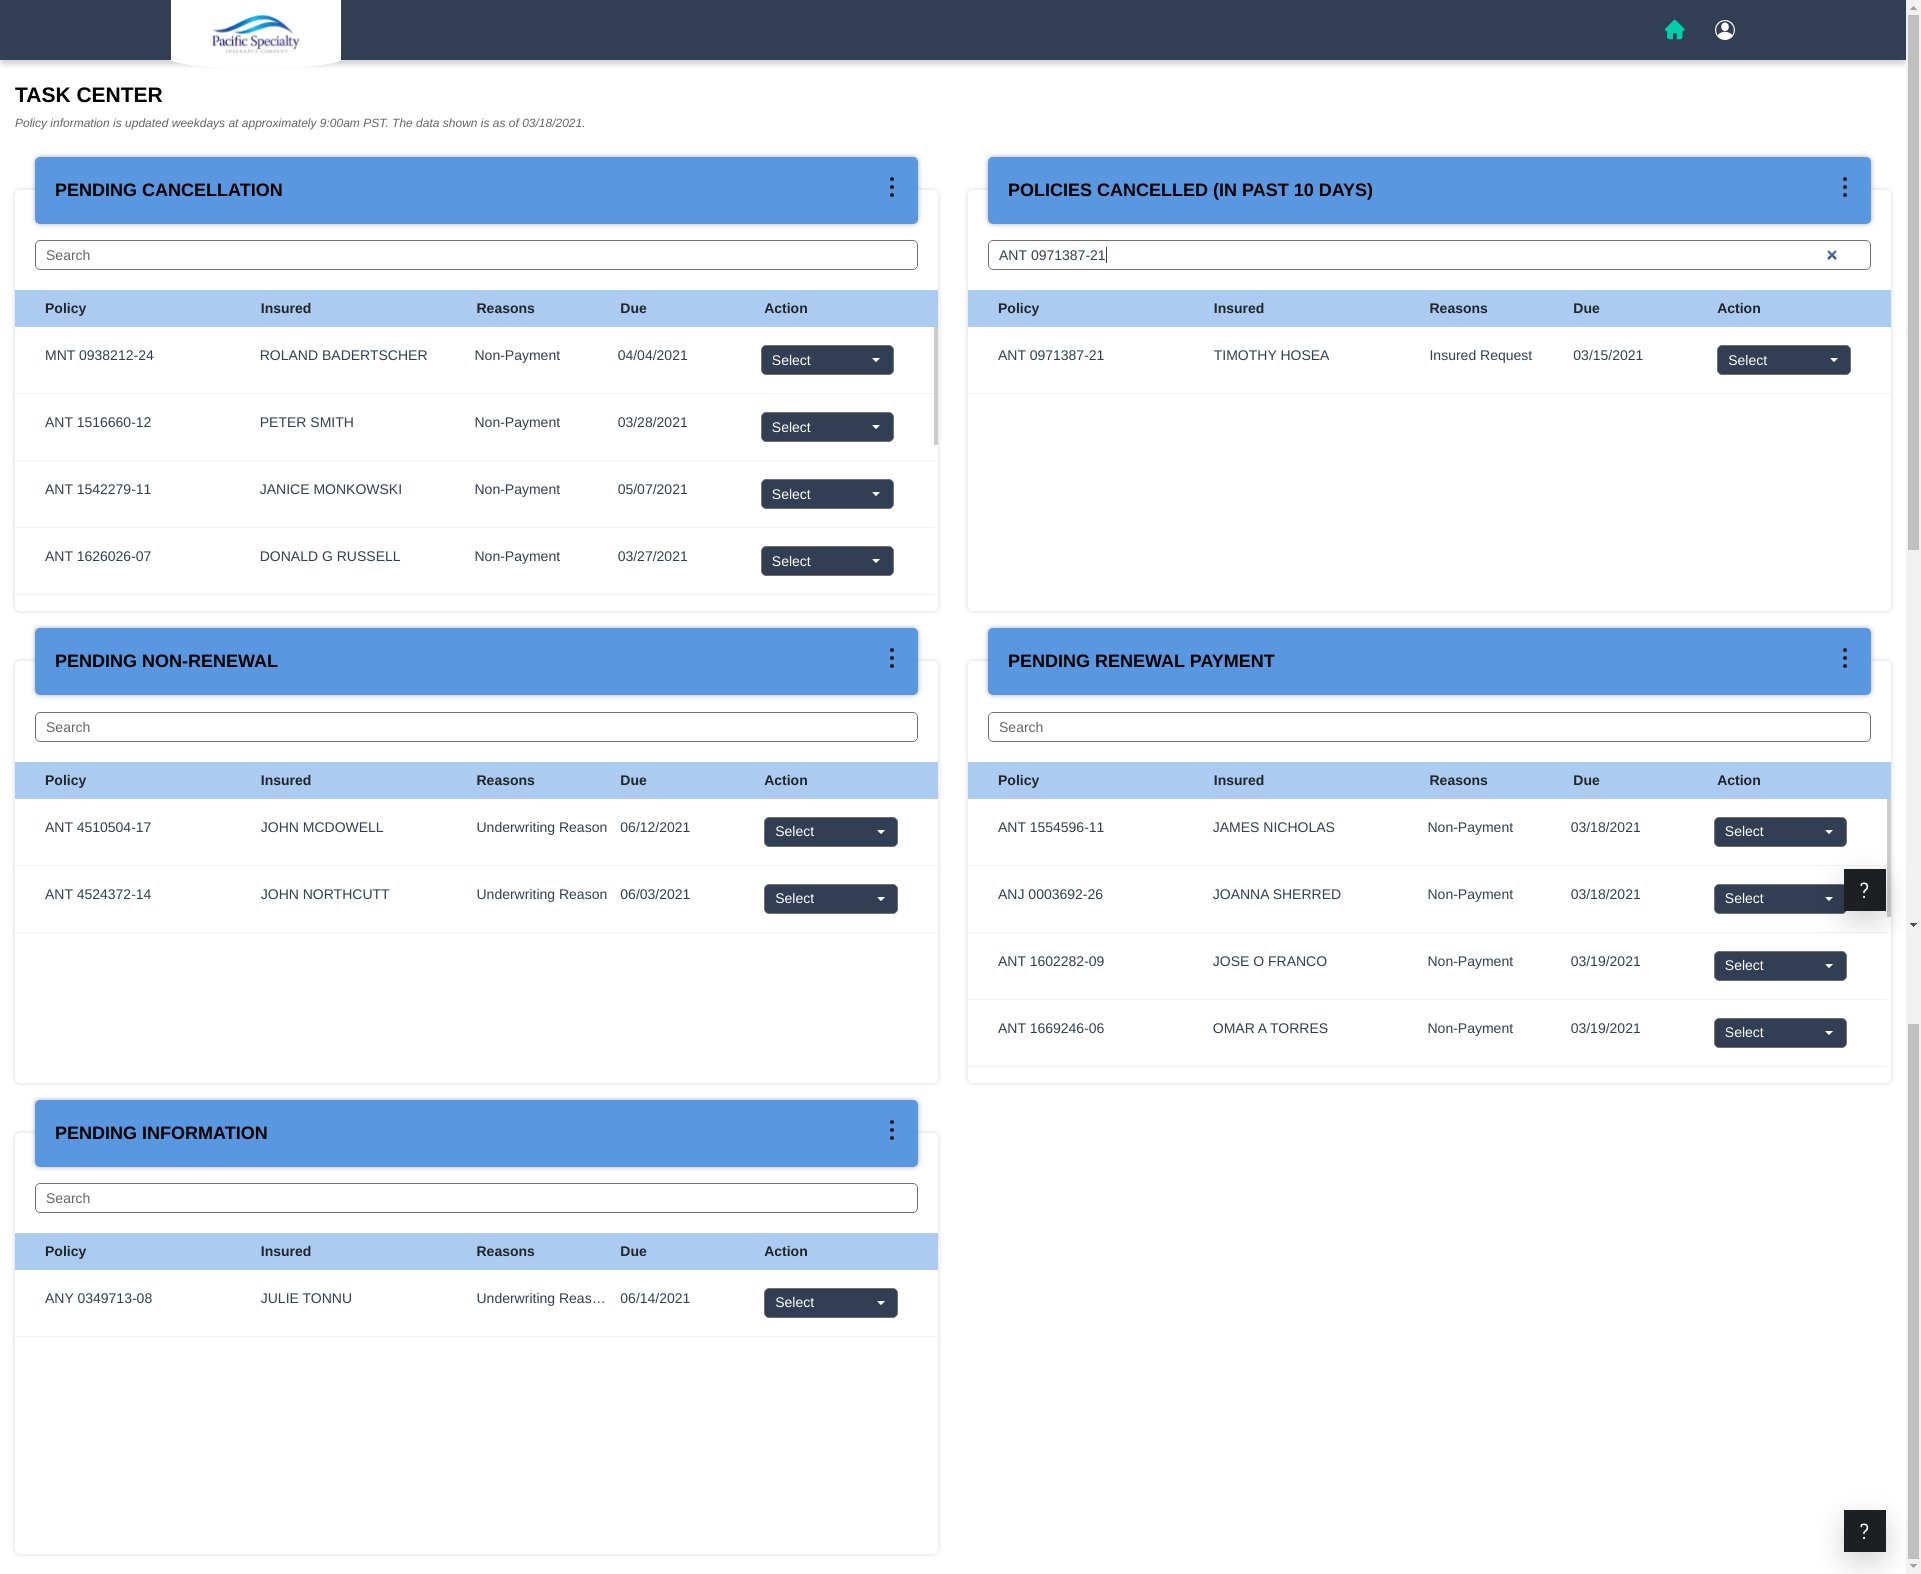 Pacific Specialty
INSURANCE COMPANY
TASK CENTER
Policy information is updated weekdays at approximately 9:00am PST. The data shown is as of 03/18/2021.
PENDING CANCELLATION
Search
Policy Insured Reasons Due Action
MNT 0938212-24 ROLAND BADERTSCHER Non-Payment 04/04/2021 Select
ANT 1516660-12 PETER SMITH Non-Payment 03/28/2021 Select
ANT 1542279-11 JANICE MONKOWSKI Non-Payment 05/07/2021 Select
ANT 1626026-07 DONALD G RUSSELL Non-Payment 03/27/2021 Select
POLICIES CANCELLED (IN PAST 10 DAYS)
ANT 0971387-21
Policy Insured Reasons Due Action
ANT 0971387-21 TIMOTHY HOSEA Insured Request 03/15/2021 Select
PENDING NON-RENEWAL
Search
Policy Insured Reasons Due Action
ANT 4510504-17 JOHN MCDOWELL Underwriting Reason 06/12/2021 Select
ANT 4524372-14 JOHN NORTHCUTT Underwriting Reason 06/03/2021 Select
PENDING RENEWAL PAYMENT
Search
Policy Insured Reasons Due Action
ANT 1554596-11 JAMES NICHOLAS Non-Payment 03/18/2021 Select
ANJ 0003692-26 JOANNA SHERRED Non-Payment 03/18/2021 Select
?
ANT 1602282-09 JOSE O FRANCO Non-Payment 03/19/2021 Select
ANT 1669246-06 OMAR A TORRES Non-Payment 03/19/2021 Select
PENDING INFORMATION
Search
Policy Insured Reasons Due Action
ANY 0349713-08 JULIE TONNU Underwriting Reas… 06/14/2021 Select
?